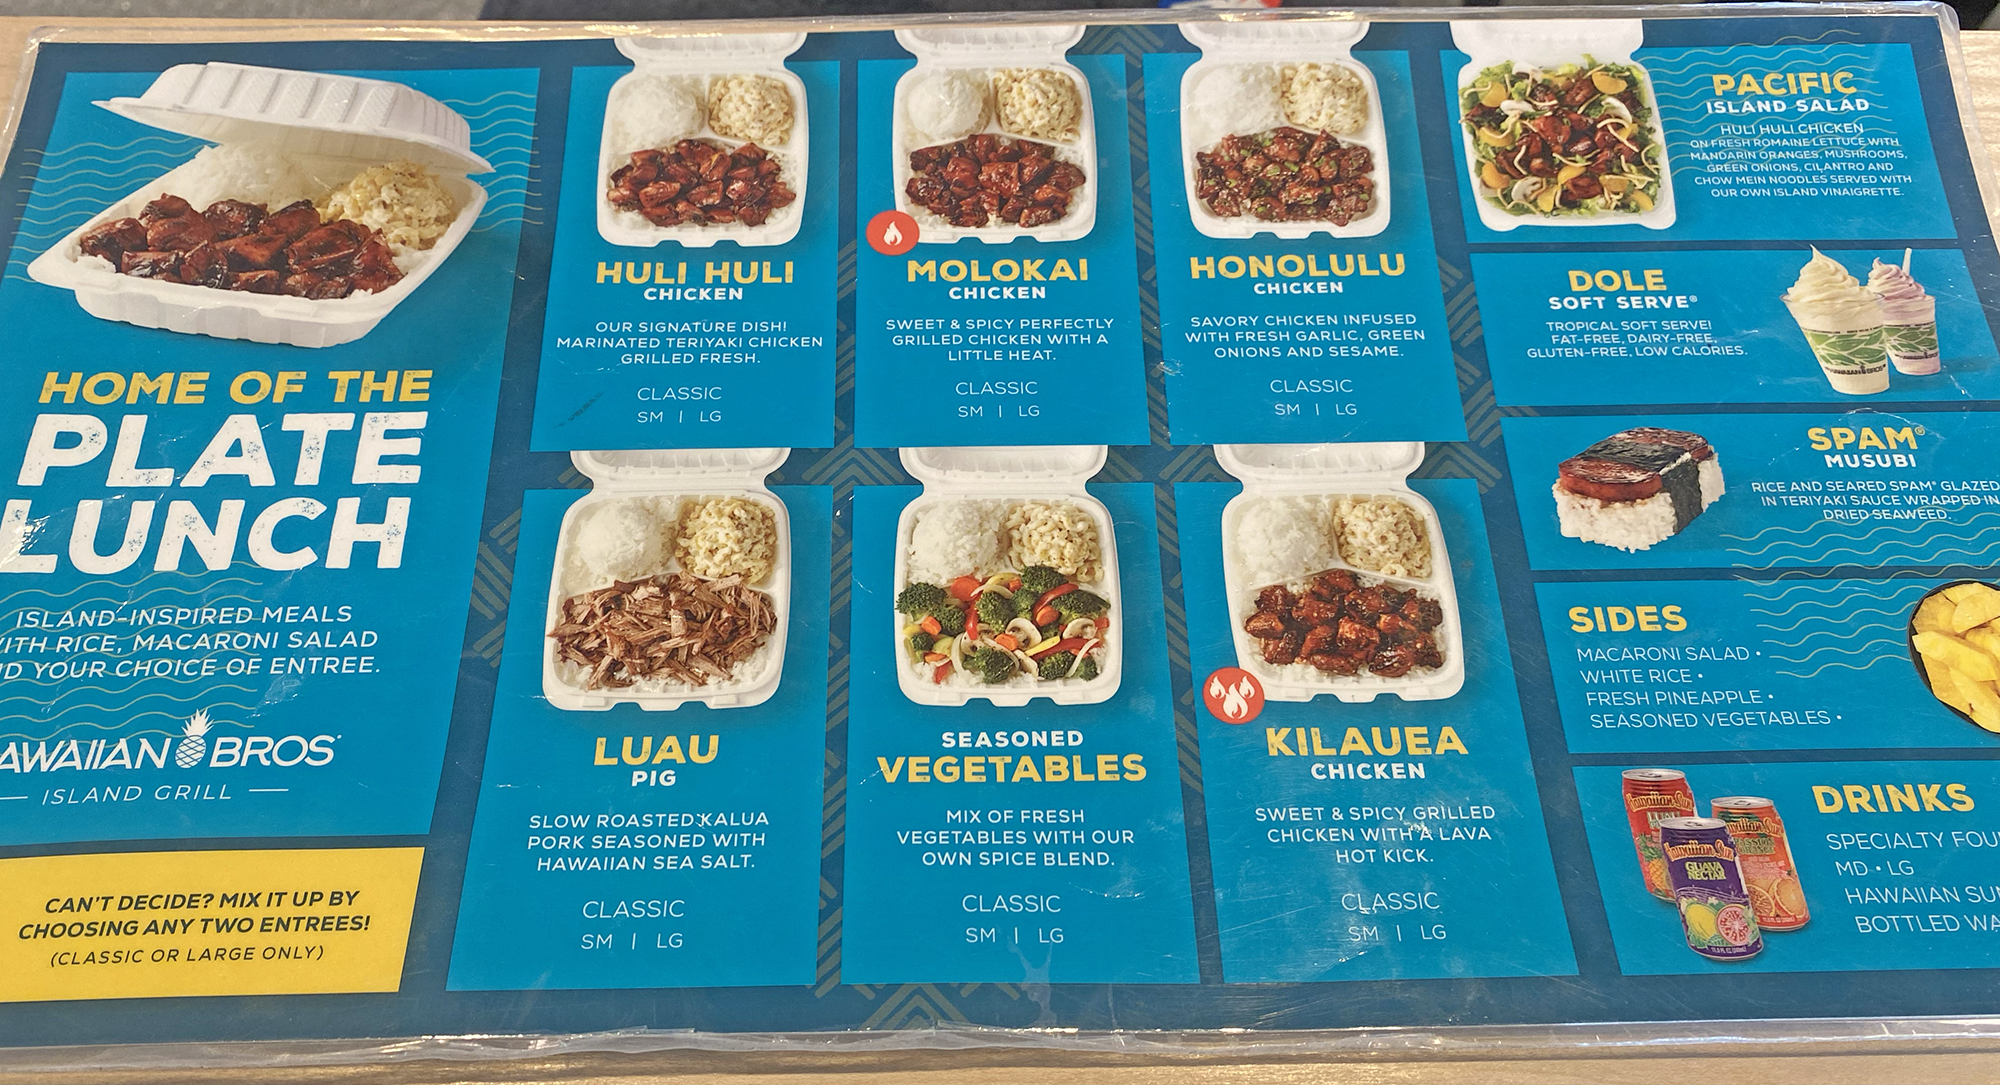 HOME OF THE
PLATE
LUNCH
ISLAND-INSPIRED MEALS
RICE, MACARONI SALAD
YOUR CHOICE OF ENTREE.
BROS
ISLAND GRILL
CAN'T DECIDE? MIX IT UP BY
CHOOSING ANY TWO ENTREES!
(CLASSIC OR LARGE ONLY)
HULI HULI
CHICKEN
OUR SIGNATURE DISH!
MARINATED TERIYAKI CHICKEN
GRILLED FRESH.
CLASSIC
SM | LG
MOLOKAI
CHICKEN
SWEET & SPICY PERFECTLY
GRILLED CHICKEN WITH A
LITTLE HEAT.
CLASSIC
SM | LG
HONOLULU
CHICKEN
SAVORY CHICKEN INFUSED
WITH FRESH GARLIC, GREEN
ONIONS AND SESAME.
CLASSIC
SM | LG
LUAU
PIG
SLOW ROASTED KALUA
PORK SEASONED WITH
HAWAIIAN SEA SALT.
CLASSIC
SM | LG
SEASONED
VEGETABLES
MIX OF FRESH
VEGETABLES WITH OUR
OWN SPICE BLEND.
CLASSIC
SM | LG
KILAUEA
CHICKEN
SWEET & SPICY GRILLED
CHICKEN WITH A LAVA
HOT KICK.
CLASSIC
SM | LG
PACIFIC
ISLAND SALAD
HULI HULI CHICKEN
ON FRESH ROMAINE LETTUCE WITH
MANDARIN ORANGES, MUSHROOMS,
GREEN ONIONS, CILANTRO AND
CHOW MEIN NOODLES SERVED WITH
OUR OWN ISLAND VINAIGRETTE.
DOLE
SOFT SERVE®
TROPICAL SOFT SERVE!
FAT-FREE, DAIRY-FREE,
GLUTEN-FREE, LOW CALORIES.
SPAM®
MUSUBI
RICE AND SEARED SPAM® GLAZED
IN TERIYAKI SAUCE WRAPPED IN
DRIED SEAWEED.
SIDES
MACARONI SALAD •
WHITE RICE •
FRESH PINEAPPLE •
SEASONED VEGETABLES •
DRINKS
SPECIALTY
MD • LG
HAWAIIAN
BOTTLED
Hawaiian Sun
GUAVA
NECTAR